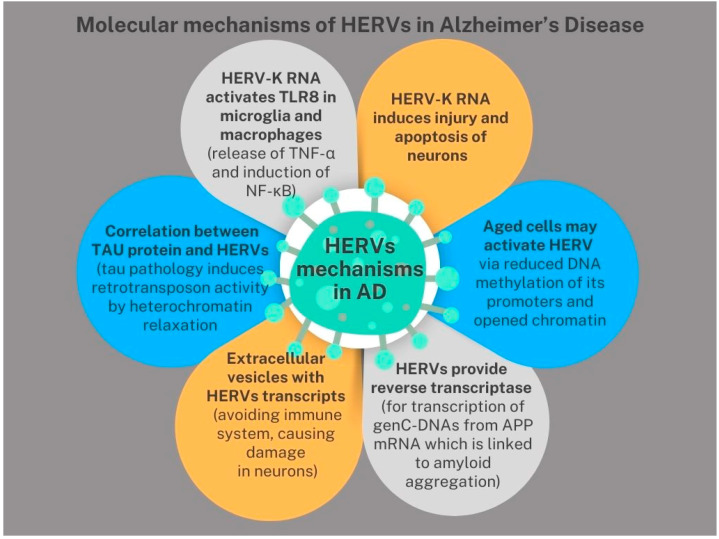 Molecular mechanisms of HERVs in Alzheimer's Disease
HERV-K RNA
activates TLR8 in
microglia and
macrophages
(release of TNF-α
and induction of
NF-κB)
HERV-K RNA
induces injury and
apoptosis of
neurons
Correlation between
TAU protein and HERVs
(tau pathology induces
retrotransposon activity
by heterochromatin
relaxation
HERVs
mechanisms
in AD
Aged cells may
activate HERV
via reduced DNA
methylation of its
promoters and
opened chromatin
Extracellular
vesicles with
HERVs transcripts
(avoiding immune
system, causing
damage
in neurons)
HERVs provide
reverse transcriptase
(for transcription of
genC-DNAs from APP
mRNA which is linked
to amyloid
aggregation)